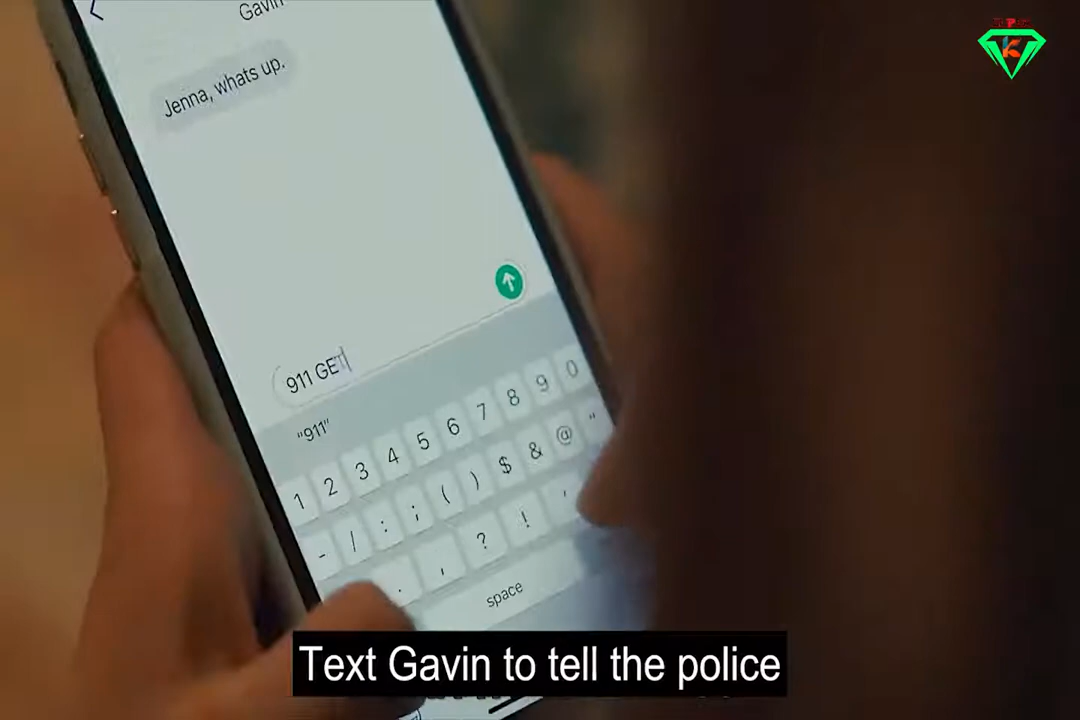 Gavin
Jenna, whats up.
911 GET
"911"
1 2 3 4 5 6 7 8 9 0
- / : ; ( ) $ & @ "
. , ? ! '
space
Text Gavin to tell the police
K